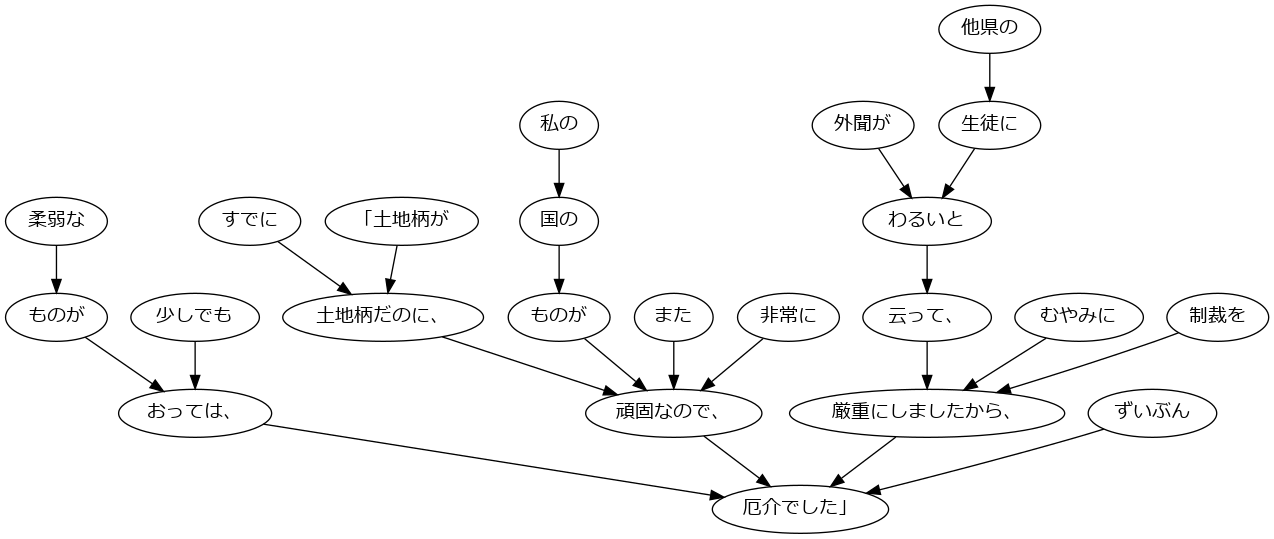 他県の
私の
外聞が
生徒に
柔弱な
すでに
「土地柄が
国の
わるいと
ものが
少しでも
土地柄だのに、
ものが
また
非常に
云って、
むやみに
制裁を
おっては、
頑固なので、
厳重にしましたから、
ずいぶん
厄介でした」